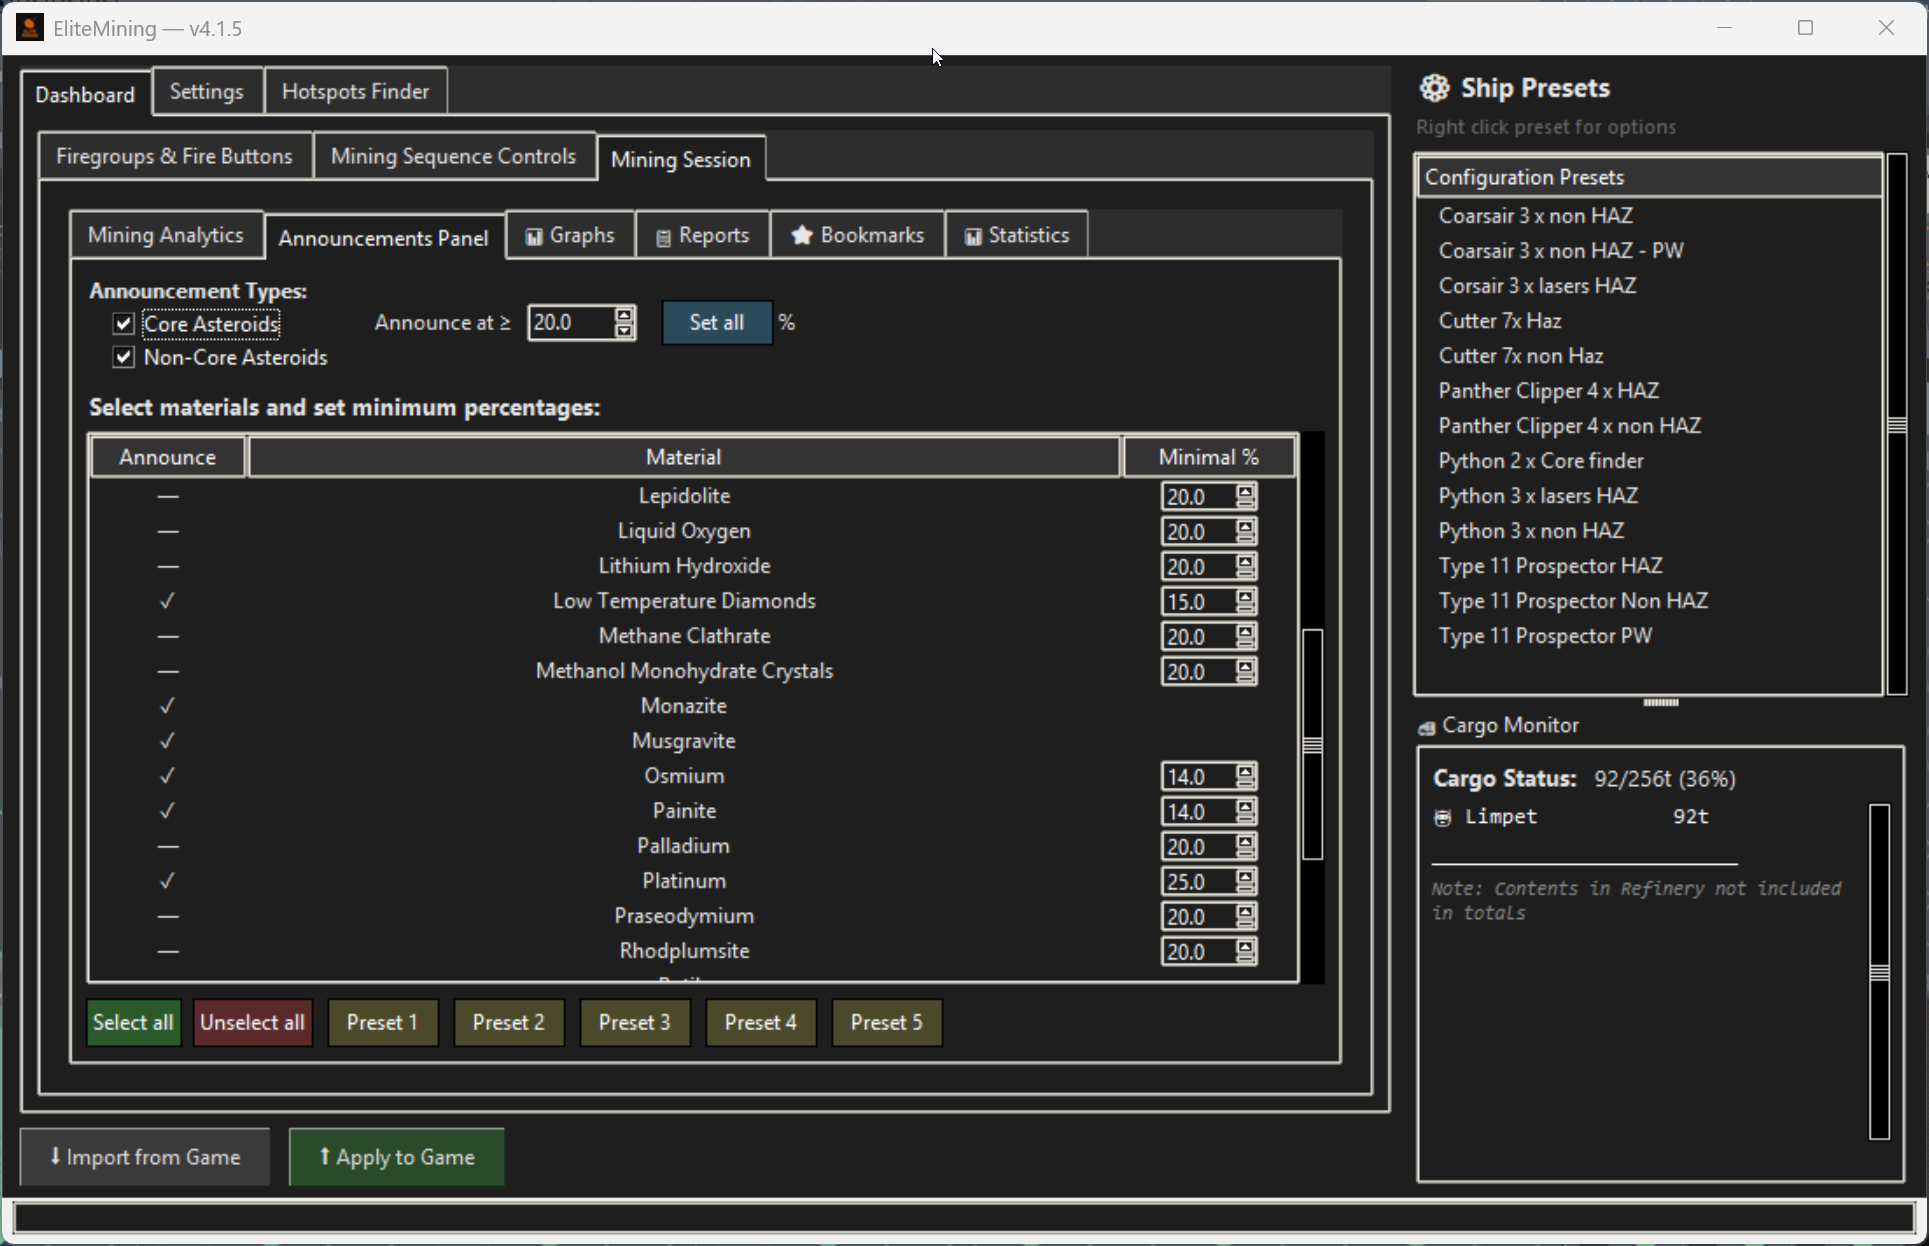 EliteMining — v4.1.5
Dashboard
Settings
Hotspots Finder
Firegroups & Fire Buttons
Mining Sequence Controls
Mining Session
Mining Analytics
Announcements Panel
Graphs
Reports
Bookmarks
Statistics
Announcement Types:
Core Asteroids
Announce at ≥ 20.0 Set all %
Non-Core Asteroids
Select materials and set minimum percentages:
Announce Material Minimal %
— Lepidolite 20.0
— Liquid Oxygen 20.0
— Lithium Hydroxide 20.0
✓ Low Temperature Diamonds 15.0
— Methane Clathrate 20.0
— Methanol Monohydrate Crystals 20.0
✓ Monazite
✓ Musgravite
✓ Osmium 14.0
✓ Painite 14.0
— Palladium 20.0
✓ Platinum 25.0
— Praseodymium 20.0
— Rhodplumsite 20.0
Select all
Unselect all
Preset 1
Preset 2
Preset 3
Preset 4
Preset 5
⭣ Import from Game
⭡ Apply to Game
Ship Presets
Right click preset for options
Configuration Presets
Coarsair 3 x non HAZ
Coarsair 3 x non HAZ - PW
Corsair 3 x lasers HAZ
Cutter 7x Haz
Cutter 7x non Haz
Panther Clipper 4 x HAZ
Panther Clipper 4 x non HAZ
Python 2 x Core finder
Python 3 x lasers HAZ
Python 3 x non HAZ
Type 11 Prospector HAZ
Type 11 Prospector Non HAZ
Type 11 Prospector PW
Cargo Monitor
Cargo Status: 92/256t (36%)
Limpet 92t
Note: Contents in Refinery not included
in totals